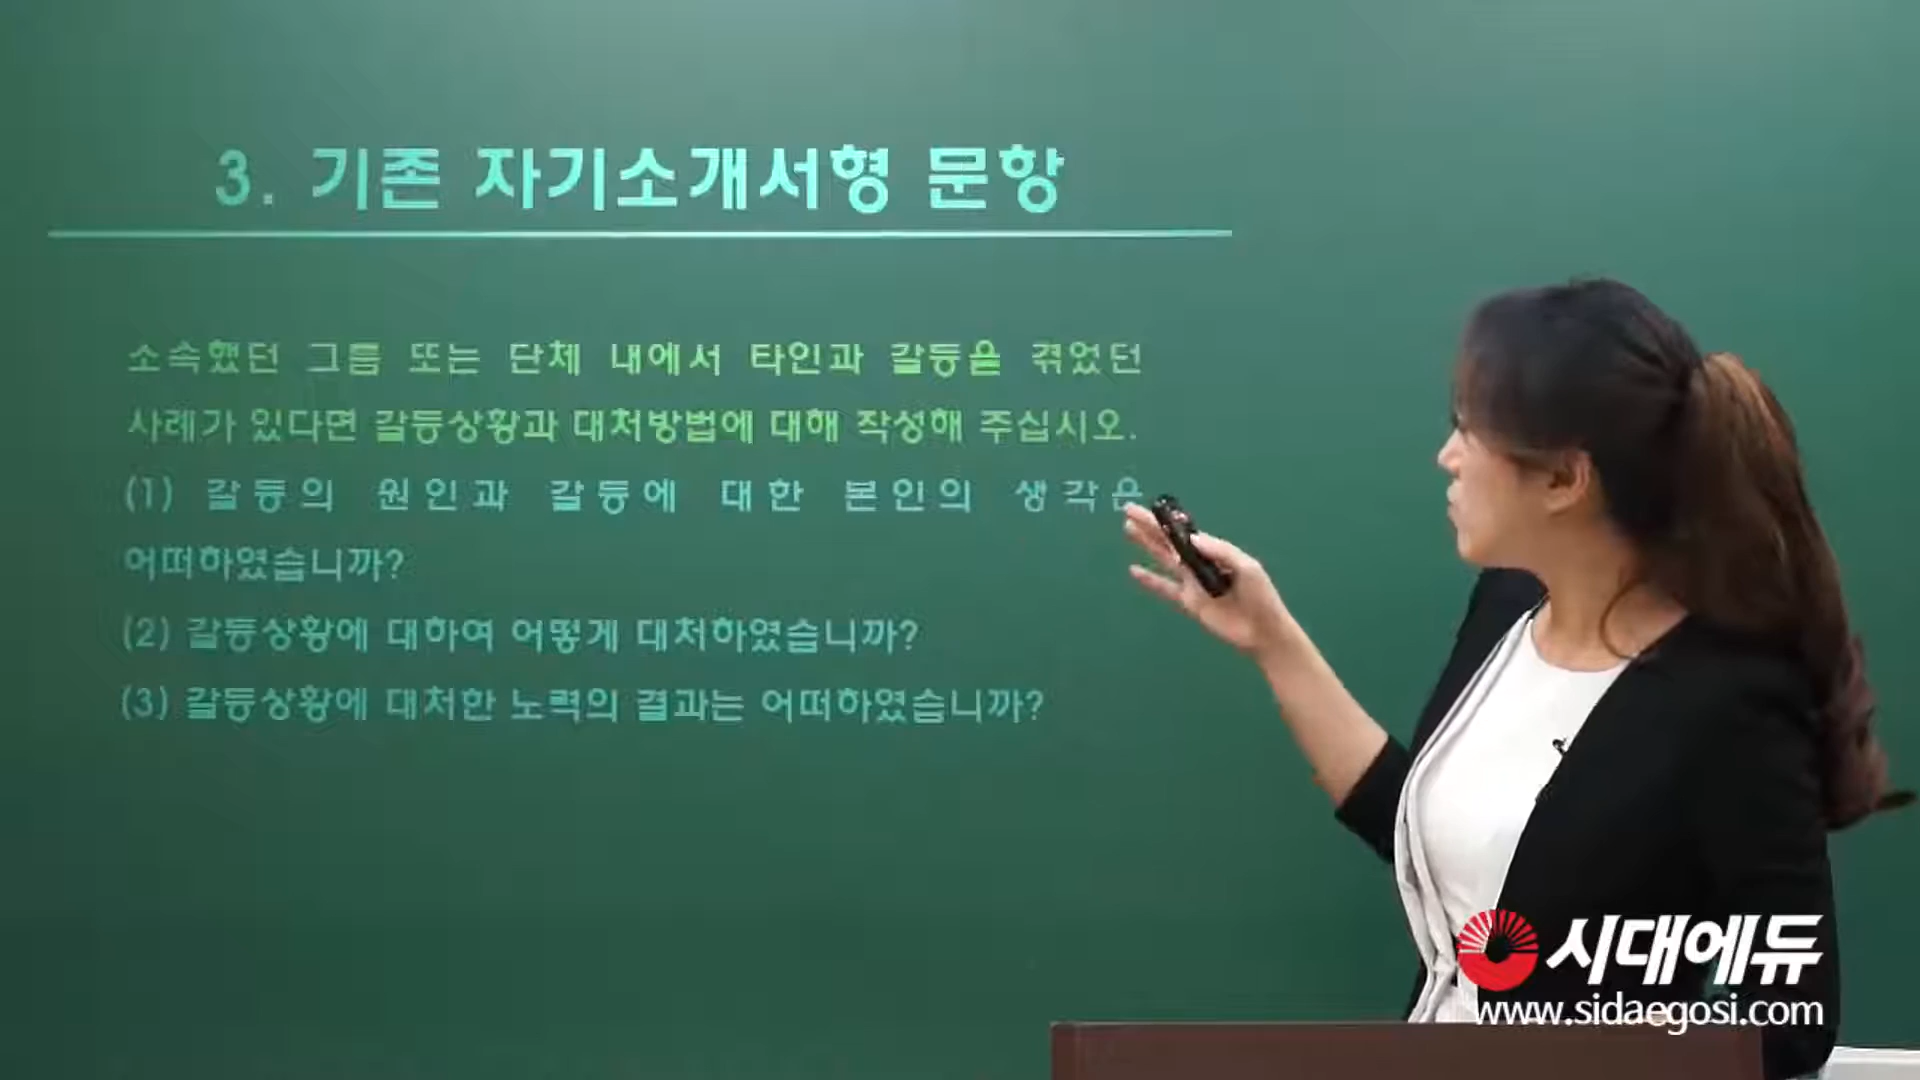 3. 기존 자기소개서형 문항
소속했던 그룹 또는 단체 내에서 타인과 갈등을 겪었던
사례가 있다면 갈등상황과 대처방법에 대해 작성해 주십시오.
(1) 갈등의 원인과 갈등에 대한 본인의 생각은
어떠하였습니까?
(2) 갈등상황에 대하여 어떻게 대처하였습니까?
(3) 갈등상황에 대처한 노력의 결과는 어떠하였습니까?
시대에듀
www.sidaegosi.com